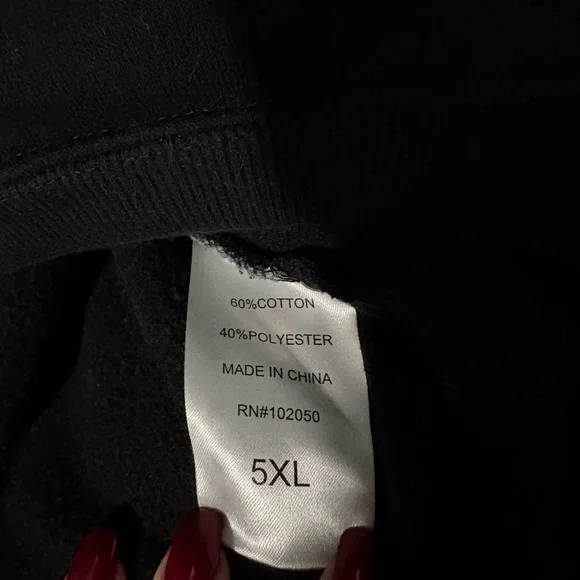 60%COTTON
40%POLYESTER
MADE IN CHINA
RN#102050
5XL